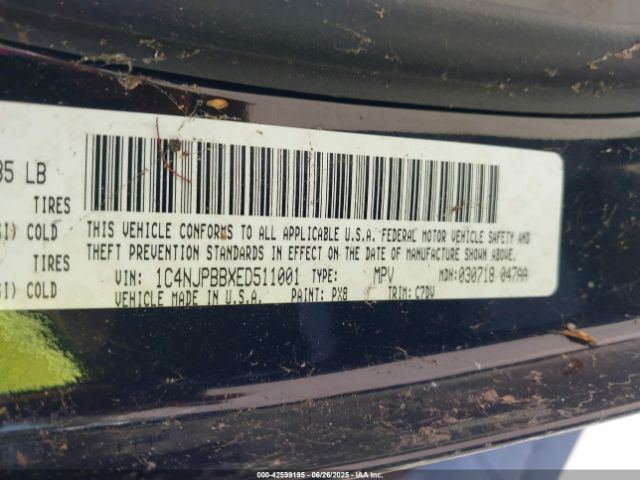 35 LB
TIRES
SI) COLD
TIRES
SI) COLD
THIS VEHICLE CONFORMS TO ALL APPLICABLE U.S.A. FEDERAL MOTOR VEHICLE SAFETY AND
THEFT PREVENTION STANDARDS IN EFFECT ON THE DATE OF MANUFACTURE SHOWN ABOVE.
VIN: 1C4NJPBBXED511001 TYPE: MPV MDH: 030718 047AA
VEHICLE MADE IN U.S.A. PAINT: PX8 TRIM: C7DV
000-42599195 06/26/2025 IAA Inc.